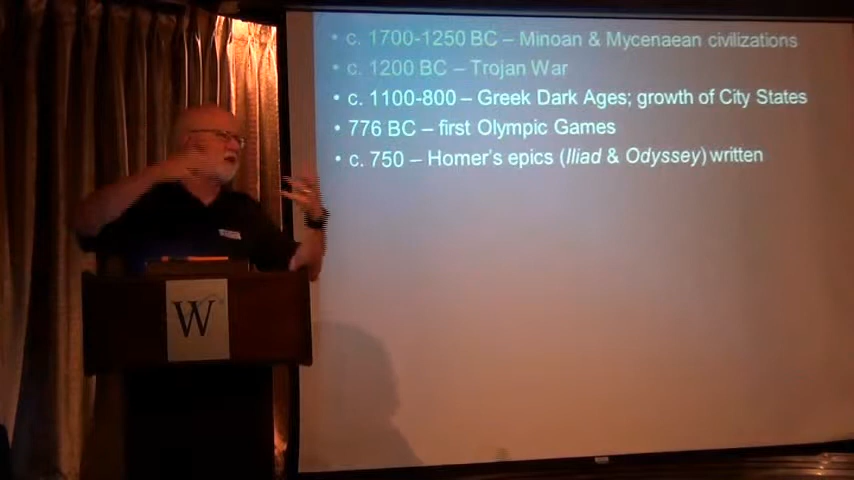 • c. 1700-1250 BC – Minoan & Mycenaean civilizations
• c. 1200 BC – Trojan War
• c. 1100-800 – Greek Dark Ages; growth of City States
• 776 BC – first Olympic Games
• c. 750 – Homer's epics (Iliad & Odyssey) written
W